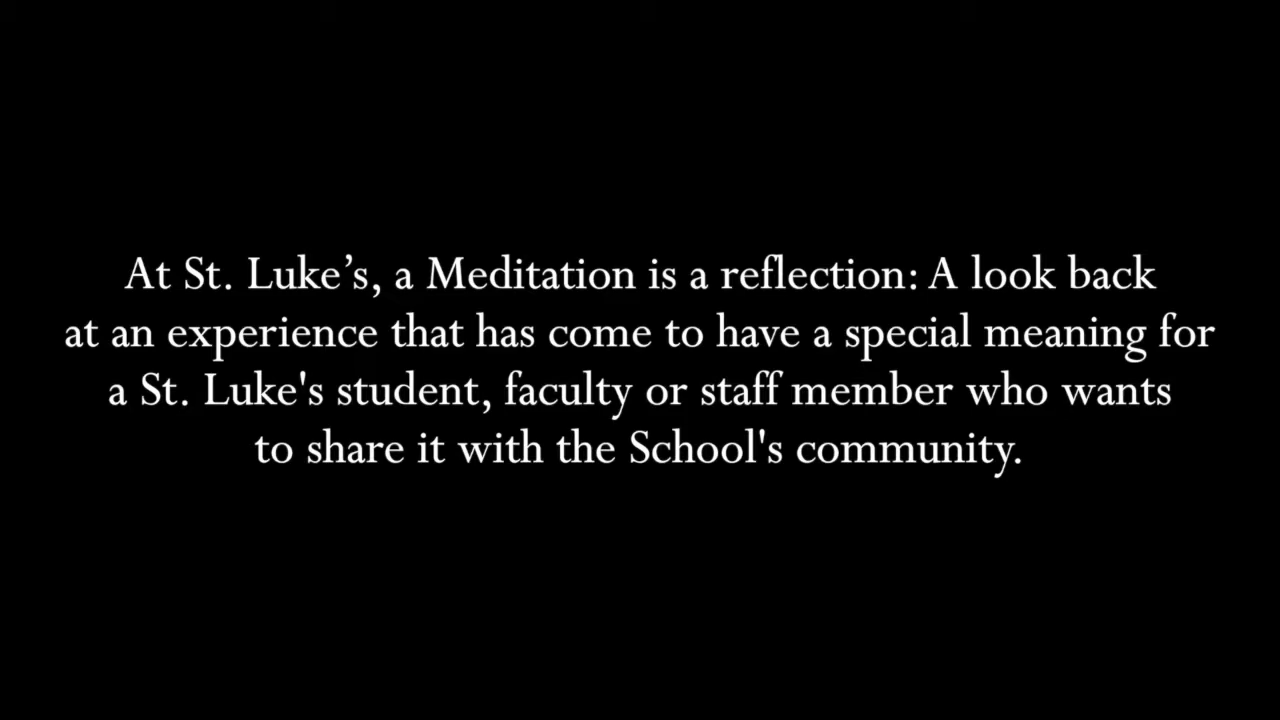 At St. Luke’s, a Meditation is a reflection: A look back
at an experience that has come to have a special meaning for
a St. Luke's student, faculty or staff member who wants
to share it with the School's community.